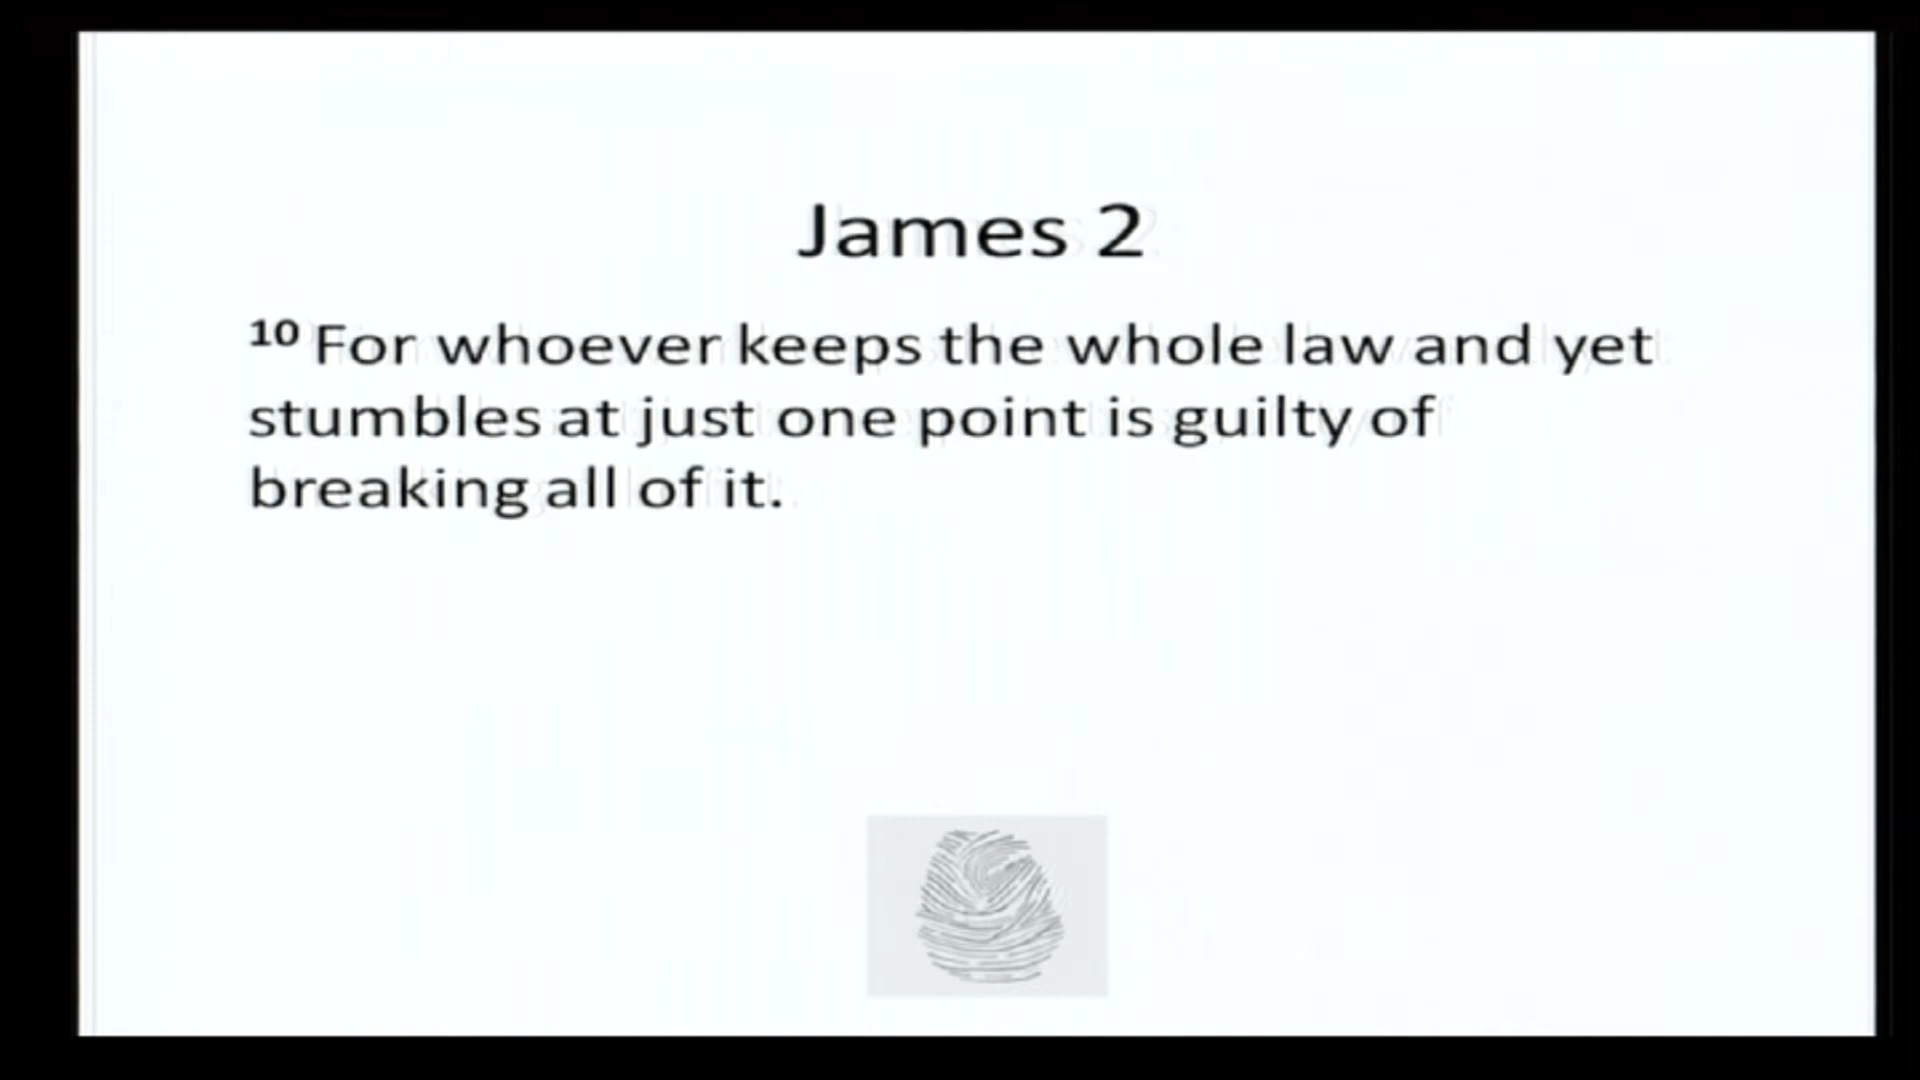 James 2
10 For whoever keeps the whole law and yet
stumbles at just one point is guilty of
breaking all of it.